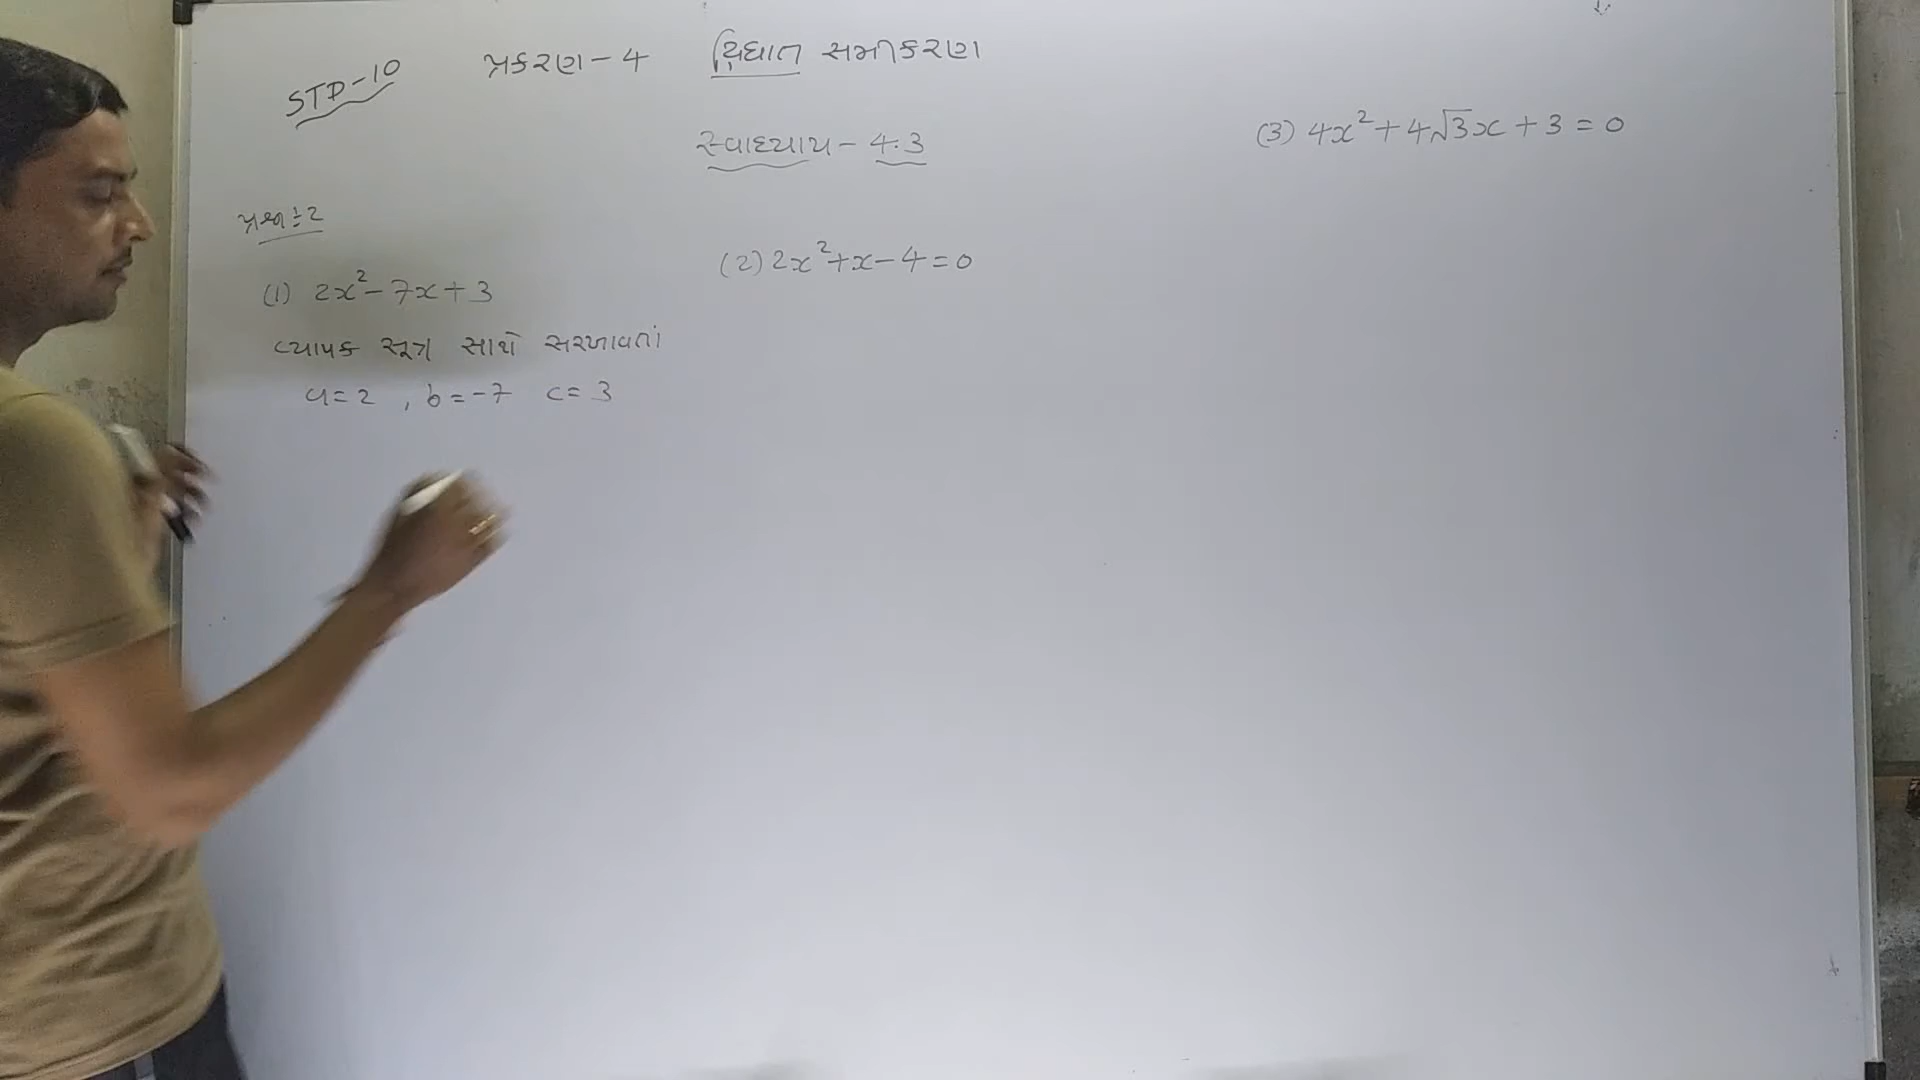 STD-10
પ્રકરણ-4 દ્વિઘાત સમીકરણ
સ્વાધ્યાય - 4.3
પ્રશ્ન:2
(1) 2x²-7x+3
વ્યાપક સૂત્ર સાથે સરખાવતાં
a=2 , b=-7 c=3
(2) 2x²+x-4=0
(3) 4x²+4√3x+3=0